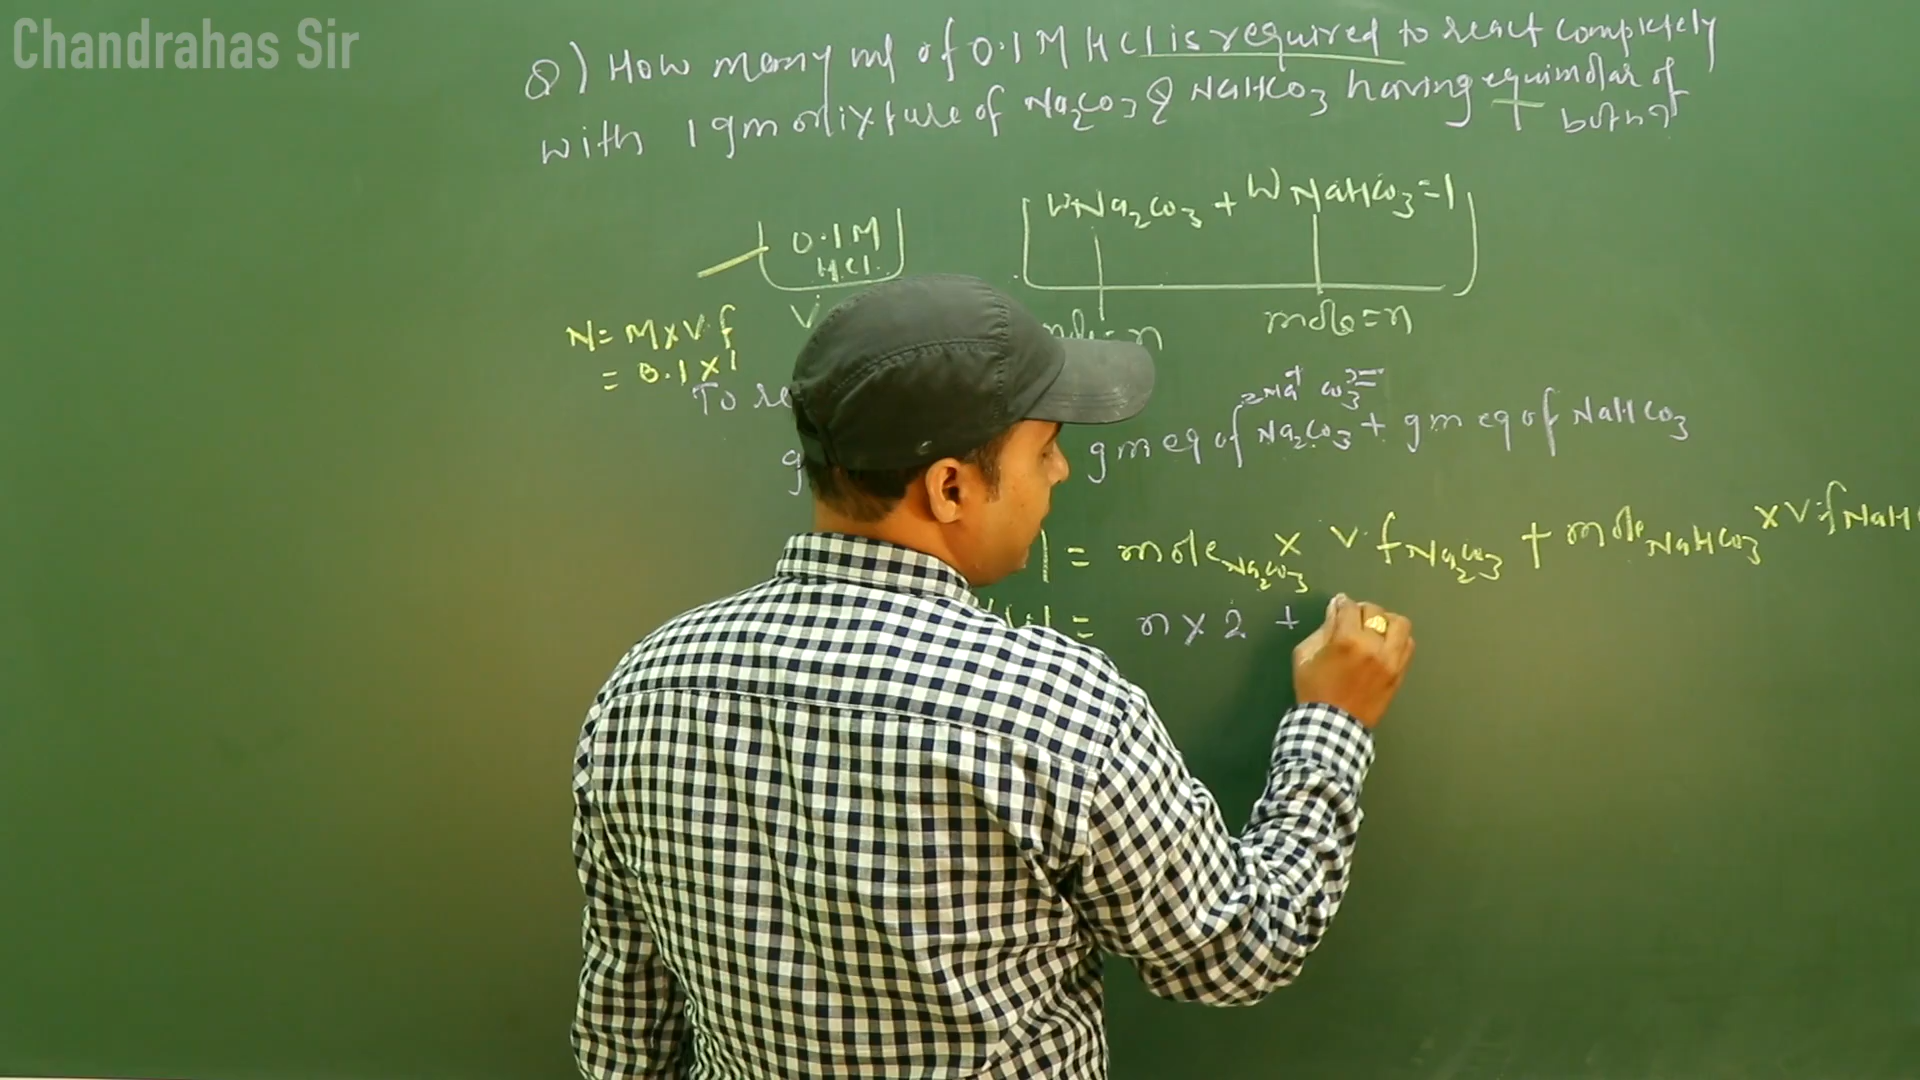 Chandrahas Sir
Q) How many ml of 0.1 M HCl is required to react completely
with 1 gm mixture of Na2CO3 & NaHCO3 having equimolar of
both?
WNa2CO3 + WNaHCO3 = 1
0.1M
HCl
N = M x V.f
= 0.1 x 1
mole = n
2Na+ CO3 2-
To
gm eq of Na2CO3 + gm eq of NaHCO3
1 = mole Na2CO3 x v.f Na2CO3 + mole NaHCO3 x v.f NaH
= n x 2 +